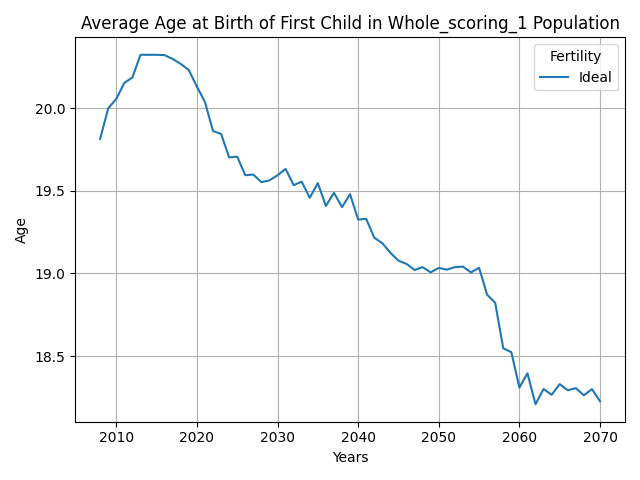 Average Age at Birth of First Child in Whole_scoring_1 Population
Fertility
Ideal
Age
20.0
19.5
19.0
18.5
2010 2020 2030 2040 2050 2060 2070
Years